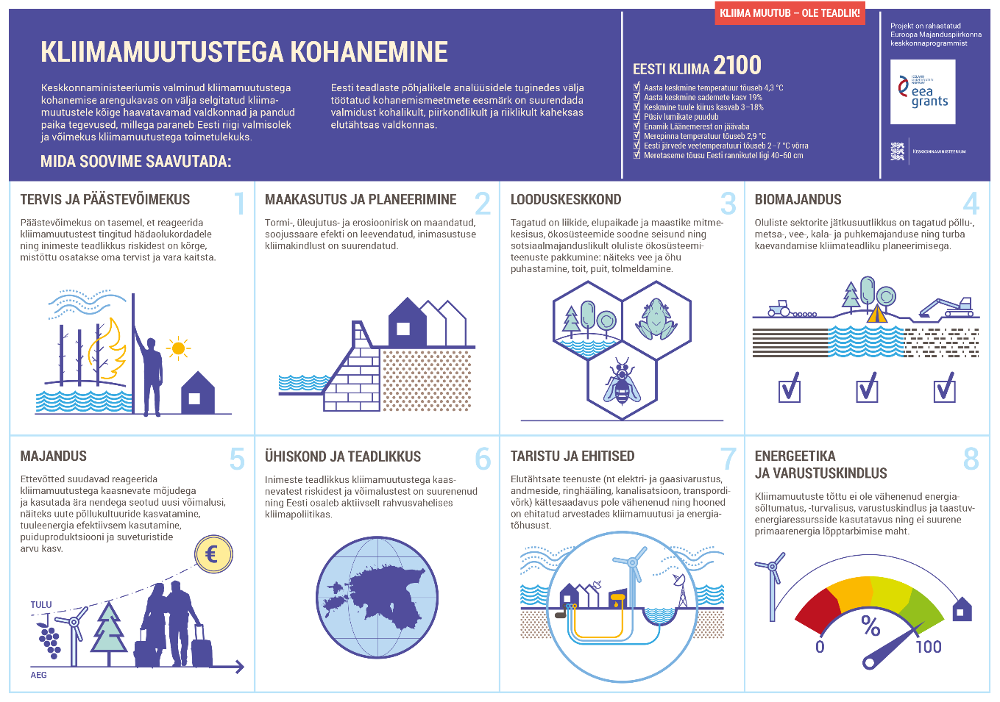 KLIIMA MUUTUB – OLE TEADLIK!
KLIIMAMUUTUSTEGA KOHANEMINE
Keskkonnaministeeriumis valminud kliimamuutustega
kohanemise arengukavas on välja selgitatud kliima-
muutustele kõige haavatavamad valdkonnad ja pandud
paika tegevused, millega paraneb Eesti riigi valmisolek
ja võimekus kliimamuutustega toimetulekuks.
Eesti teadlaste põhjalikele analüüsidele tuginedes välja
töötatud kohanemismeetmete eesmärk on suurendada
valmidust kohalikult, piirkondlikult ja riiklikult kaheksas
elutähtsas valdkonnas.
MIDA SOOVIME SAAVUTADA:
EESTI KLIIMA 2100
Aasta keskmine temperatuur tõuseb 4,3 °C
Aasta keskmine sademete kasv 19%
Keskmine tuule kiirus kasvab 3–18%
Püsiv lumikate puudub
Enamik Läänemerest on jäävaba
Merepinna temperatuur tõuseb 2,9 °C
Eesti järvede veetemperatuuri tõuseb 2–7 °C võrra
Meretaseme tõusu Eesti rannikutel ligi 40–60 cm
Projekt on rahastatud
Euroopa Majanduspiirkonna
keskkonnaprogrammist
ICELAND
LIECHTENSTEIN
NORWAY
eea
grants
KESKKONNAMINISTEERIUM
TERVIS JA PÄÄSTEVÕIMEKUS 1
Päästevõimekus on tasemel, et reageerida
kliimamuutustest tingitud hädaolukordadele
ning inimeste teadlikkus riskidest on kõrge,
mistõttu osatakse oma tervist ja vara kaitsta.
MAAKASUTUS JA PLANEERIMINE 2
Tormi-, üleujutus- ja erosioonirisk on maandatud,
soojussaare efekti on leevendatud, inimasustuse
kliimakindlust on suurendatud.
LOODUSKESKKOND 3
Tagatud on liikide, elupaikade ja maastike mitme-
kesisus, ökosüsteemide soodne seisund ning
sotsiaalmajanduslikult oluliste ökosüsteemi-
teenuste pakkumine: näiteks vee ja õhu
puhastamine, toit, puit, tolmeldamine.
BIOMAJANDUS 4
Oluliste sektorite jätkusuutlikkus on tagatud põllu-,
metsa-, vee-, kala- ja puhkemajanduse ning turba
kaevandamise kliimateadliku planeerimisega.
MAJANDUS 5
Ettevõtted suudavad reageerida
kliimamuutustega kaasnevate mõjudega
ja kasutada ära nendega seotud uusi võimalusi,
näiteks uute põllukultuuride kasvatamine,
tuuleenergia efektiivsem kasutamine,
puiduproduktsiooni ja suveturistide
arvu kasv.
€
TULU
AEG
ÜHISKOND JA TEADLIKKUS 6
Inimeste teadlikkus kliimamuutustega kaas-
nevatest riskidest ja võimalustest on suurenenud
ning Eesti osaleb aktiivselt rahvusvahelises
kliimapoliitikas.
TARISTU JA EHITISED 7
Elutähtsate teenuste (nt elektri- ja gaasivarustus,
andmeside, ringhääling, kanalisatsioon, transpordi-
võrk) kättesaadavus pole vähenenud ning hooned
on ehitatud arvestades kliimamuutusi ja energia-
tõhusust.
ENERGEETIKA 8
JA VARUSTUSKINDLUS
Kliimamuutuste tõttu ei ole vähenenud energia-
sõltumatus, -turvalisus, varustuskindlus ja taastuv-
energiaressursside kasutatavus ning ei suurene
primaarenergia lõpptarbimise maht.
%
0 100